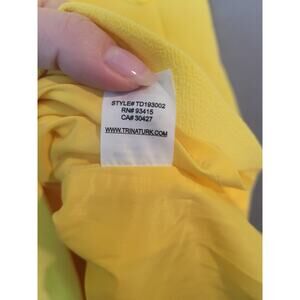 STYLE# TD193002
RN# 93415
CA# 30427
WWW.TRINATURK.COM